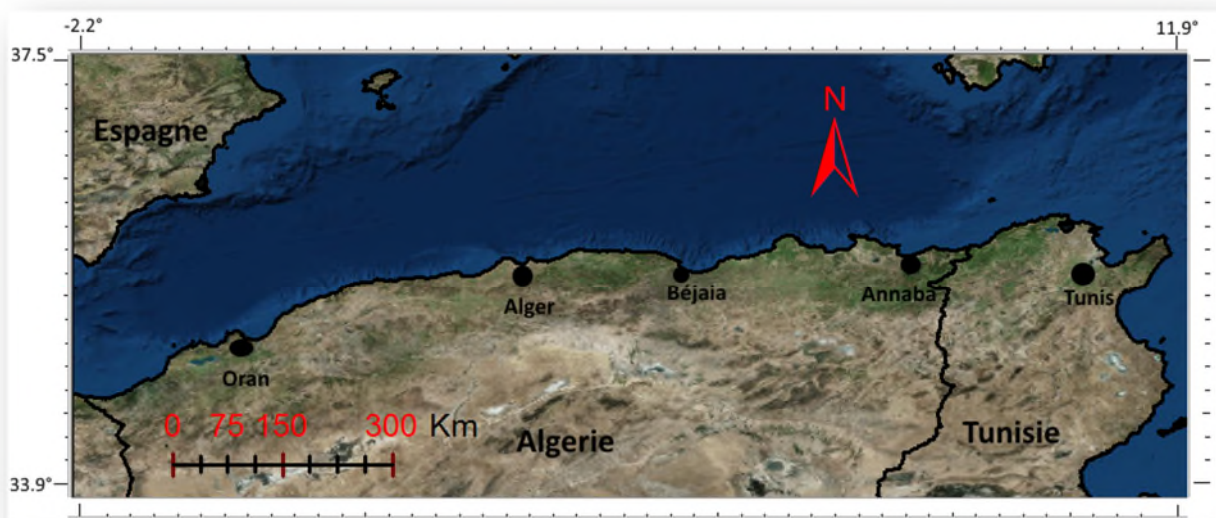 -2.2°
11.9°
37.5°
N
Espagne
Alger
Béjaia
Annaba
Tunis
Oran
0 75 150 300 Km
Algerie
Tunisie
33.9°